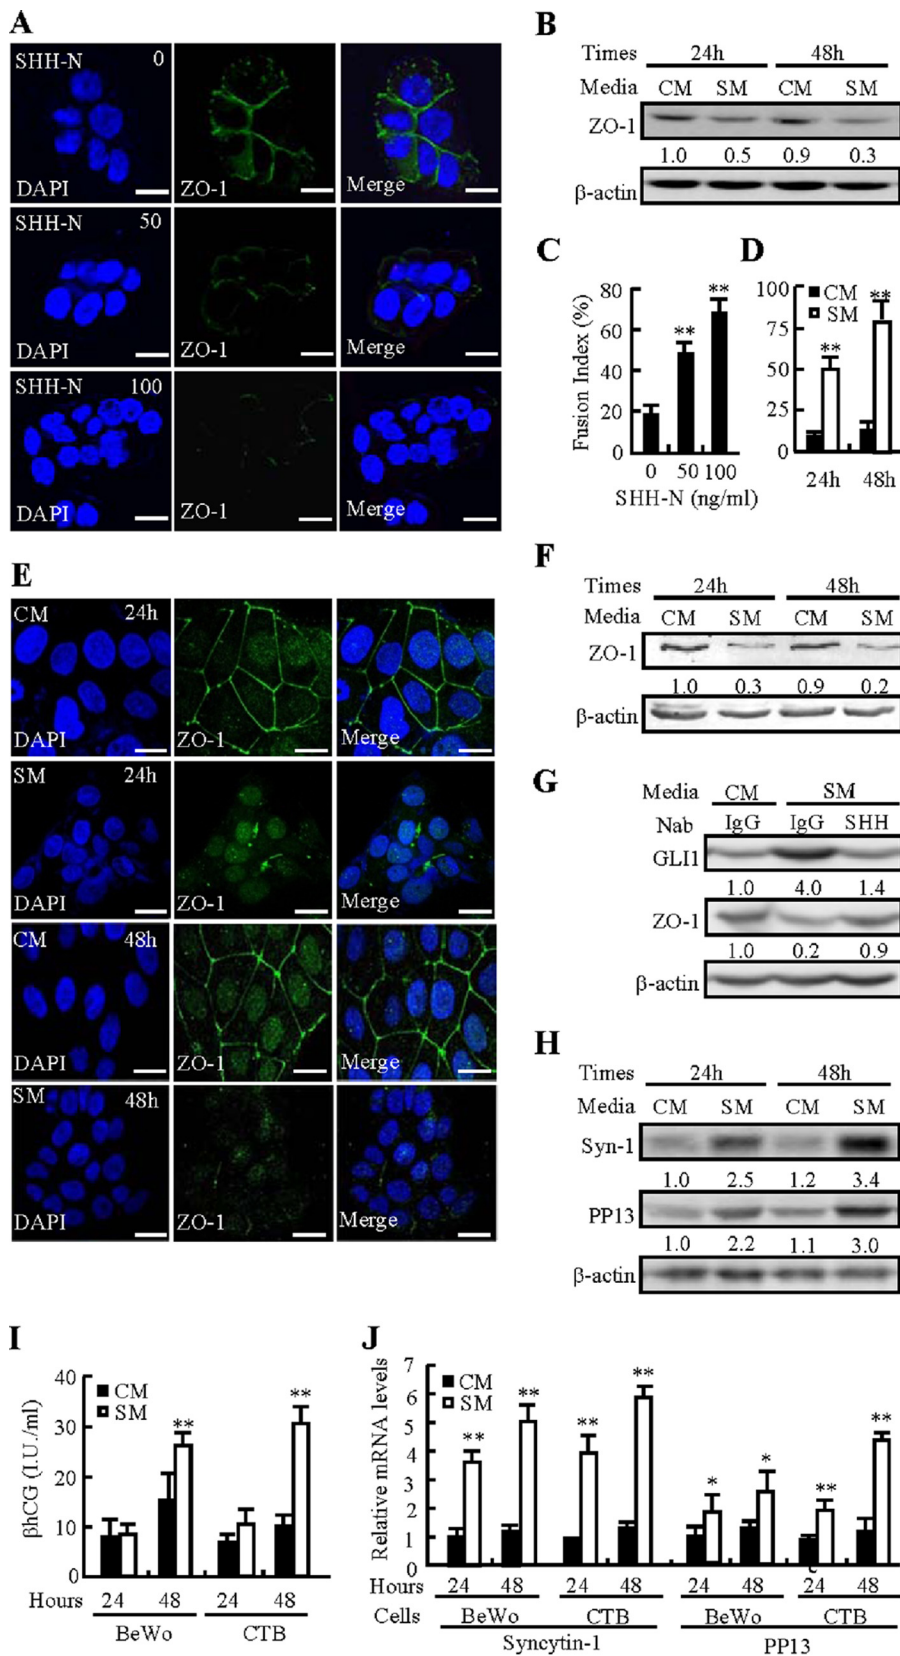 A
SHH-N 0
DAPI ZO-1 Merge
SHH-N 50
DAPI ZO-1 Merge
SHH-N 100
DAPI ZO-1 Merge
B
Times 24h 48h
Media CM SM CM SM
ZO-1
1.0 0.5 0.9 0.3
β-actin
C
Fusion Index (%)
80
60
40
20
0
** **
0 50 100
SHH-N (ng/ml)
D
100
75
50
25
0
CM
SM
** **
24h 48h
E
CM 24h
DAPI ZO-1 Merge
SM 24h
DAPI ZO-1 Merge
CM 48h
DAPI ZO-1 Merge
SM 48h
DAPI ZO-1 Merge
F
Times 24h 48h
Media CM SM CM SM
ZO-1
1.0 0.3 0.9 0.2
β-actin
G
Media CM SM
Nab IgG IgG SHH
GLI1
1.0 4.0 1.4
ZO-1
1.0 0.2 0.9
β-actin
H
Times 24h 48h
Media CM SM CM SM
Syn-1
1.0 2.5 1.2 3.4
PP13
1.0 2.2 1.1 3.0
β-actin
I
βhCG (I.U./ml)
40
30
20
10
0
CM
SM
** **
Hours 24 48 24 48
BeWo CTB
J
Relative mRNA levels
7
6
5
4
3
2
1
0
CM
SM
** ** ** ** * * ** **
Hours 24 48 24 48 24 48 24 48
Cells BeWo CTB BeWo CTB
Syncytin-1 PP13